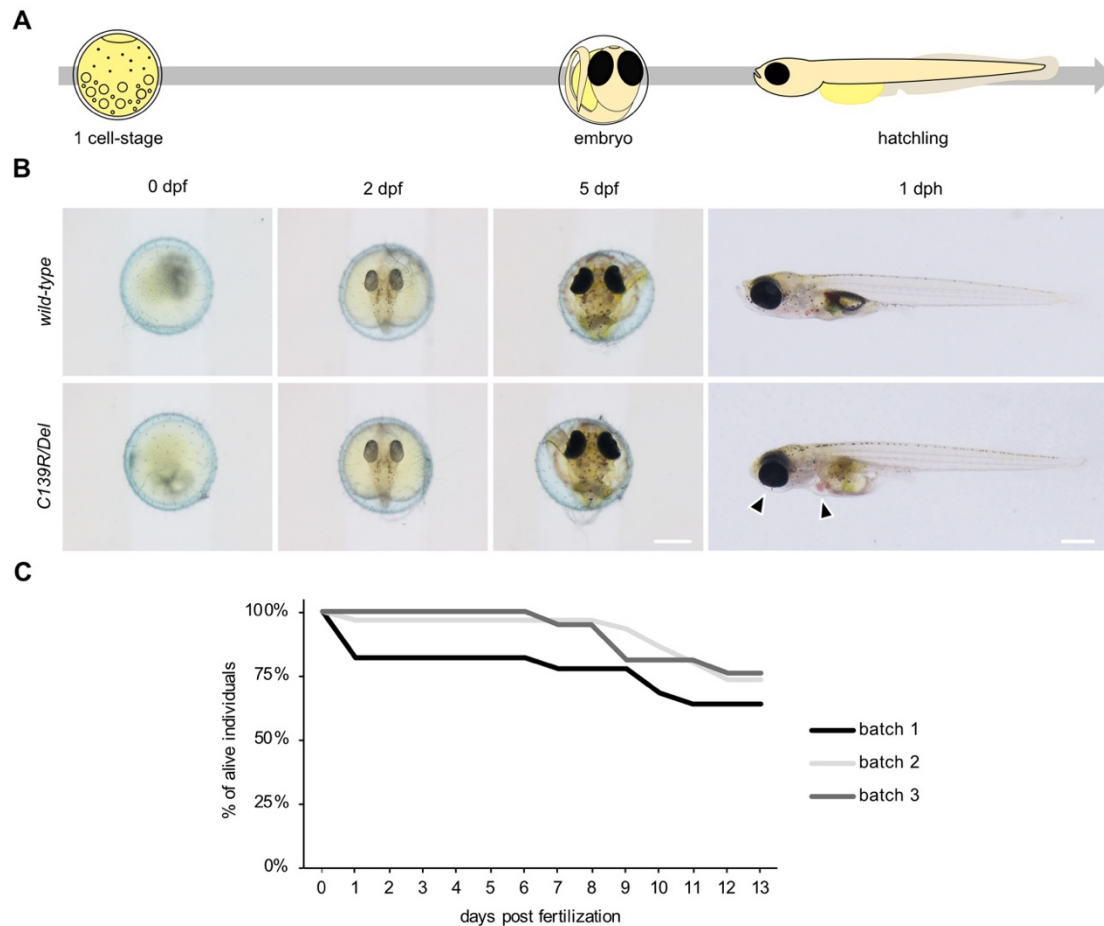 A
1 cell-stage
embryo
hatchling
B
0 dpf
2 dpf
5 dpf
1 dph
wild-type
C139R/Del
C
100%
75%
50%
25%
0%
% of alive individuals
0 1 2 3 4 5 6 7 8 9 10 11 12 13
days post fertilization
batch 1
batch 2
batch 3